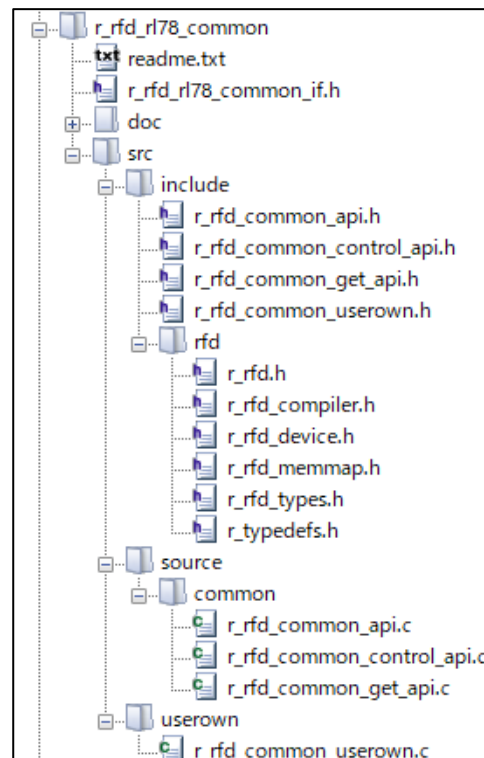 r_rfd_rl78_common
readme.txt
r_rfd_rl78_common_if.h
doc
src
include
r_rfd_common_api.h
r_rfd_common_control_api.h
r_rfd_common_get_api.h
r_rfd_common_userown.h
rfd
r_rfd.h
r_rfd_compiler.h
r_rfd_device.h
r_rfd_memmap.h
r_rfd_types.h
r_typedefs.h
source
common
r_rfd_common_api.c
r_rfd_common_control_api.c
r_rfd_common_get_api.c
userown
r_rfd_common_userown.c